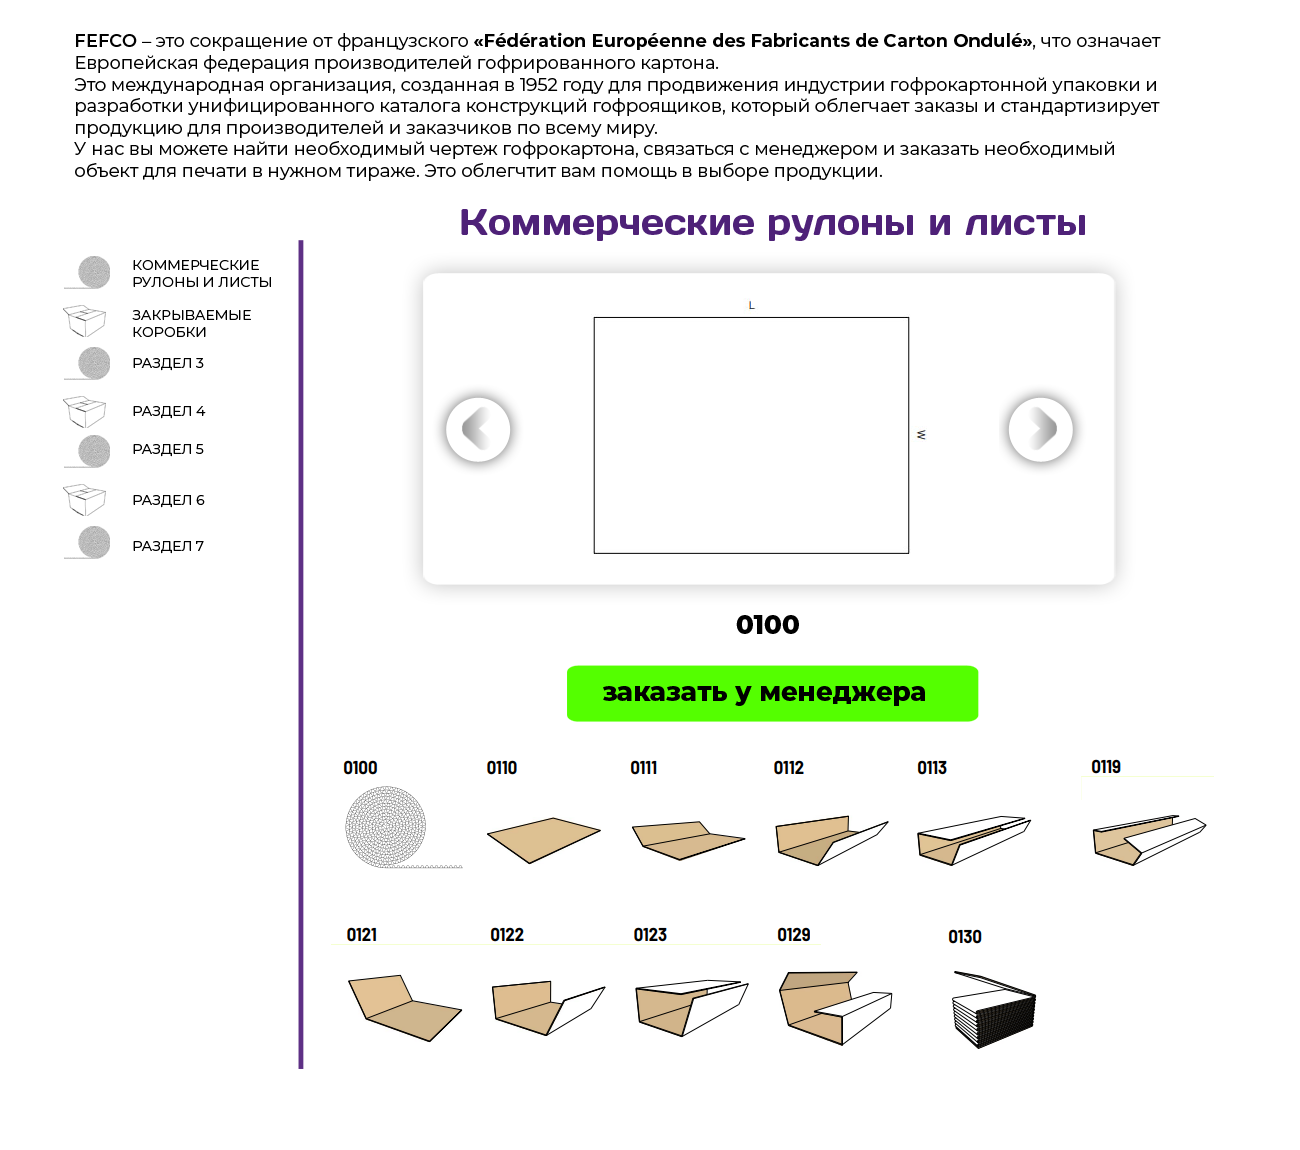 FEFCO – это сокращение от французского «Fédération Européenne des Fabricants de Carton Ondulé», что означает
Европейская федерация производителей гофрированного картона.
Это международная организация, созданная в 1952 году для продвижения индустрии гофрокартонной упаковки и
разработки унифицированного каталога конструкций гофроящиков, который облегчает заказы и стандартизирует
продукцию для производителей и заказчиков по всему миру.
У нас вы можете найти необходимый чертеж гофрокартона, связаться с менеджером и заказать необходимый
объект для печати в нужном тираже. Это облегчтит вам помощь в выборе продукции.
Коммерческие рулоны и листы
КОММЕРЧЕСКИЕ
РУЛОНЫ И ЛИСТЫ
ЗАКРЫВАЕМЫЕ
КОРОБКИ
РАЗДЕЛ 3
РАЗДЕЛ 4
РАЗДЕЛ 5
РАЗДЕЛ 6
РАЗДЕЛ 7
L
W
0100
заказать у менеджера
0100
0110
0111
0112
0113
0119
0121
0122
0123
0129
0130